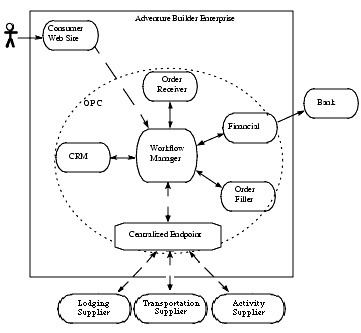 Adventure Builder Enterprise
Consumer
Web Site
Order
Receiver
OPC
Financial
Bank
CRM
Workflow
Manager
Order
Filler
Centralized Endpoint
Lodging
Supplier
Transportation
Supplier
Activity
Supplier